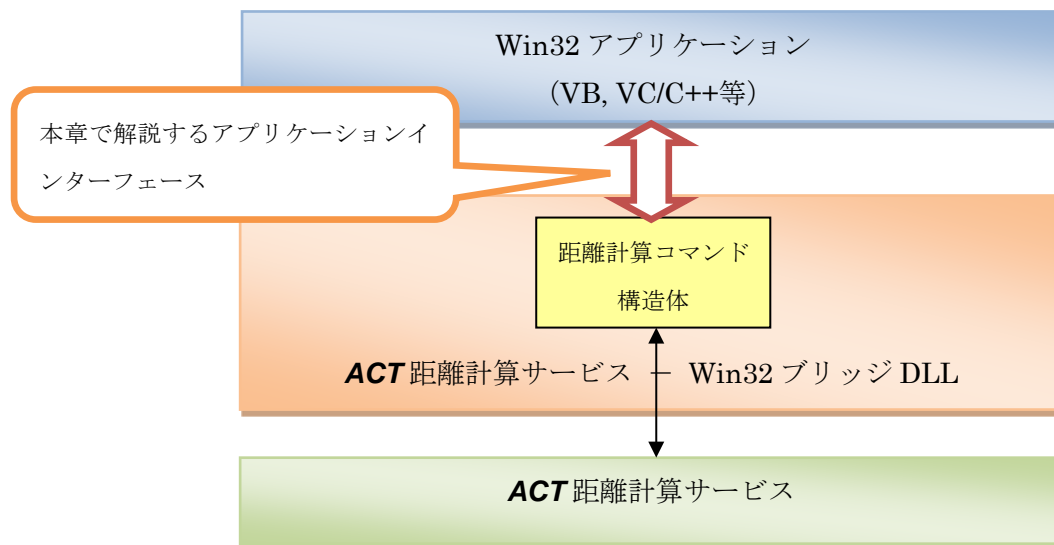 Win32 アプリケーション
（VB, VC/C++等）
本章で解説するアプリケーションイ
ンターフェース
距離計算コマンド
構造体
ACT 距離計算サービス － Win32 ブリッジ DLL
ACT 距離計算サービス